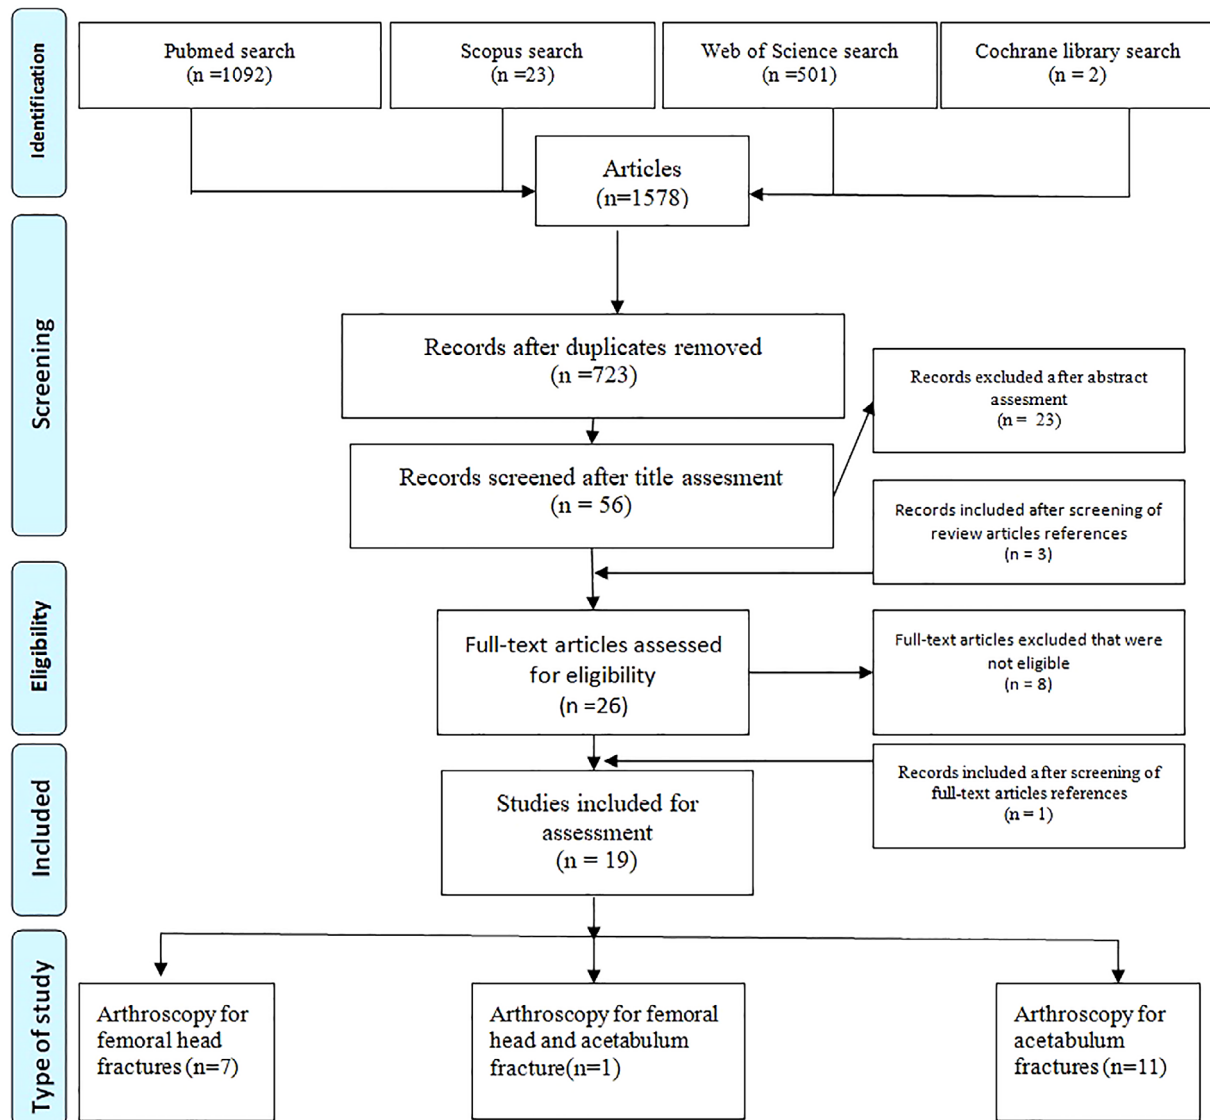 Identification
Pubmed search
(n =1092)
Scopus search
(n =23)
Web of Science search
(n =501)
Cochrane library search
(n = 2)
Articles
(n=1578)
Screening
Records after duplicates removed
(n =723)
Records excluded after abstract
assesment
(n =  23)
Records screened after title assesment
(n = 56)
Records included after screening of
review articles references
(n = 3)
Eligibility
Full-text articles assessed
for eligibility
(n =26)
Full-text articles excluded that were
not eligible
(n = 8)
Included
Records included after screening of
full-text articles references
(n = 1)
Studies included for
assessment
(n = 19)
Type of study
Arthroscopy for
femoral head
fractures (n=7)
Arthroscopy for femoral
head and acetabulum
fracture(n=1)
Arthroscopy for
acetabulum
fractures (n=11)